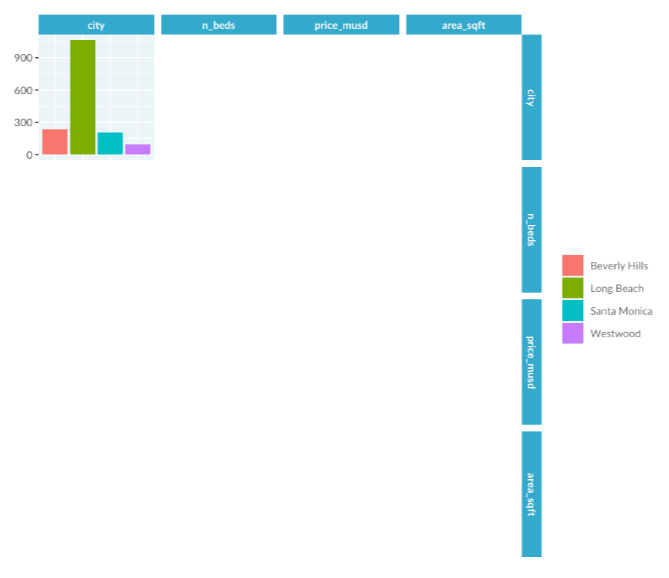 city n_beds price_musd area_sqft
900
600
300
0
city
n_beds
price_musd
area_sqft
Beverly Hills
Long Beach
Santa Monica
Westwood